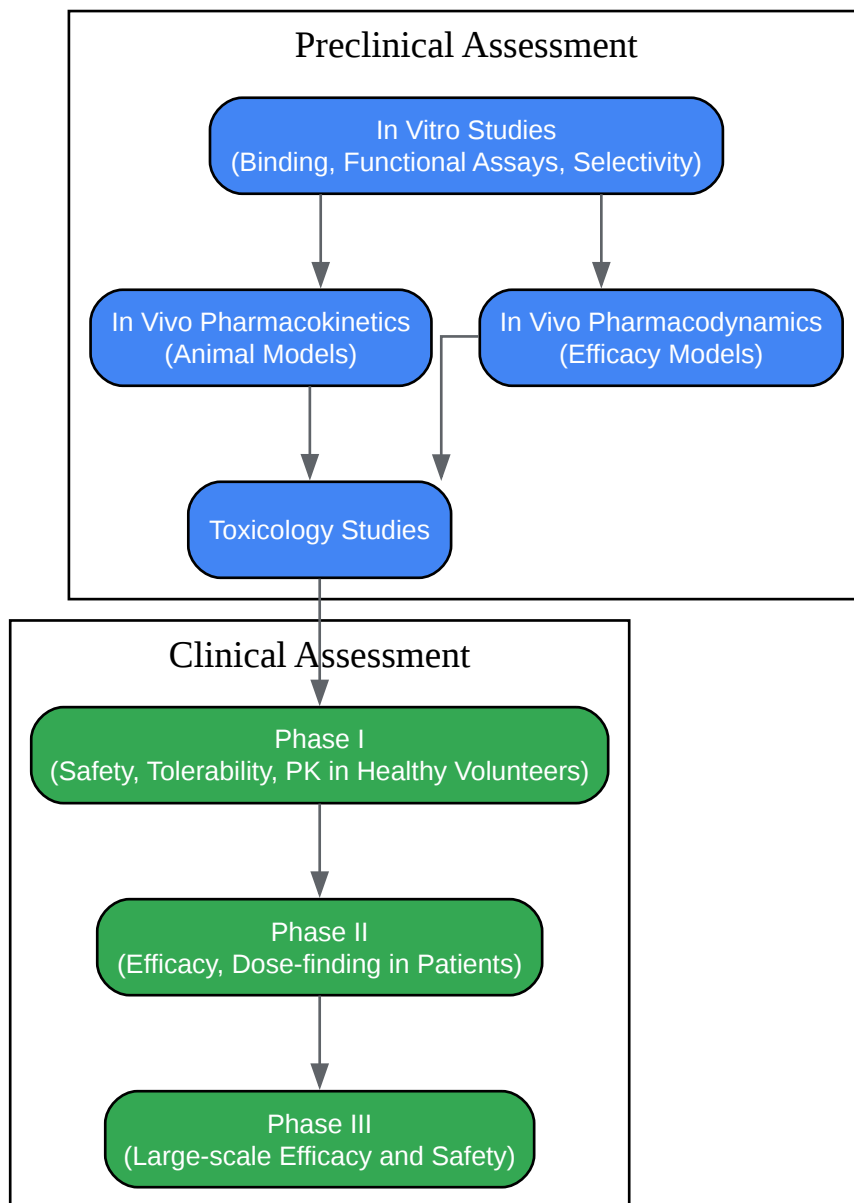 Preclinical Assessment
In Vitro Studies
(Binding, Functional Assays, Selectivity)
In Vivo Pharmacokinetics
(Animal Models)
In Vivo Pharmacodynamics
(Efficacy Models)
Toxicology Studies
Clinical Assessment
Phase I
(Safety, Tolerability, PK in Healthy Volunteers)
Phase II
(Efficacy, Dose-finding in Patients)
Phase III
(Large-scale Efficacy and Safety)